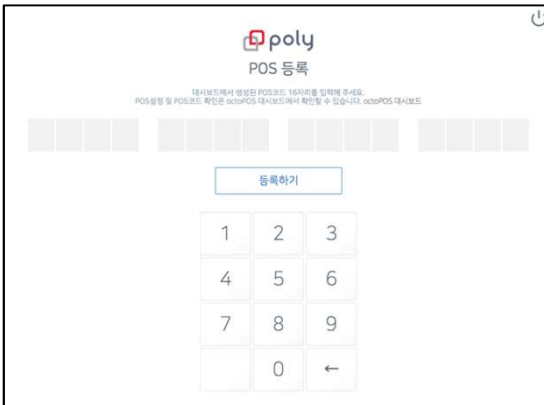 poly
POS 등록
대시보드에서 생성된 POS코드 16자리를 입력해 주세요.
POS설정 및 POS코드 확인은 octoPOS 대시보드에서 확인할 수 있습니다. octoPOS 대시보드
등록하기
1 2 3
4 5 6
7 8 9
0 ←